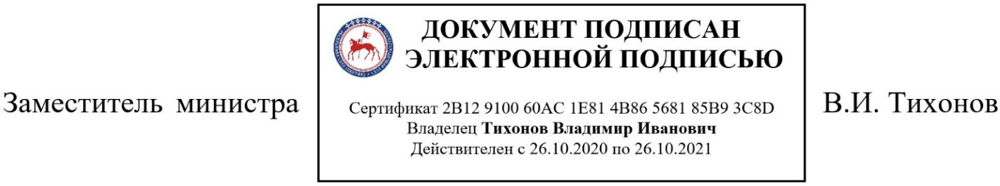 Заместитель министра
ДОКУМЕНТ ПОДПИСАН
ЭЛЕКТРОННОЙ ПОДПИСЬЮ
Сертификат 2B12 9100 60AC 1E81 4B86 5681 85B9 3C8D
Владелец Тихонов Владимир Иванович
Действителен с 26.10.2020 по 26.10.2021
В.И. Тихонов